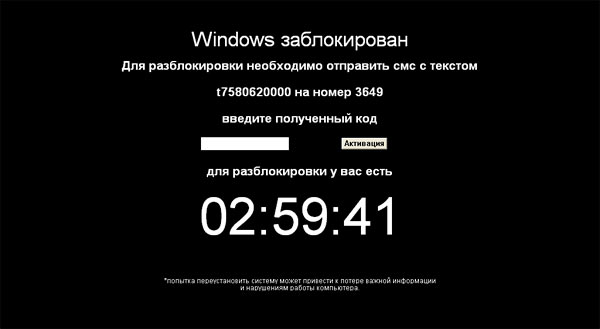 Windows заблокирован
Для разблокировки необходимо отправить смс с текстом
t7580620000 на номер 3649
введите полученный код
Активация
для разблокировки у вас есть
02:59:41
*попытка переустановить систему может привести к потере важной информации
и нарушениям работы компьютера.